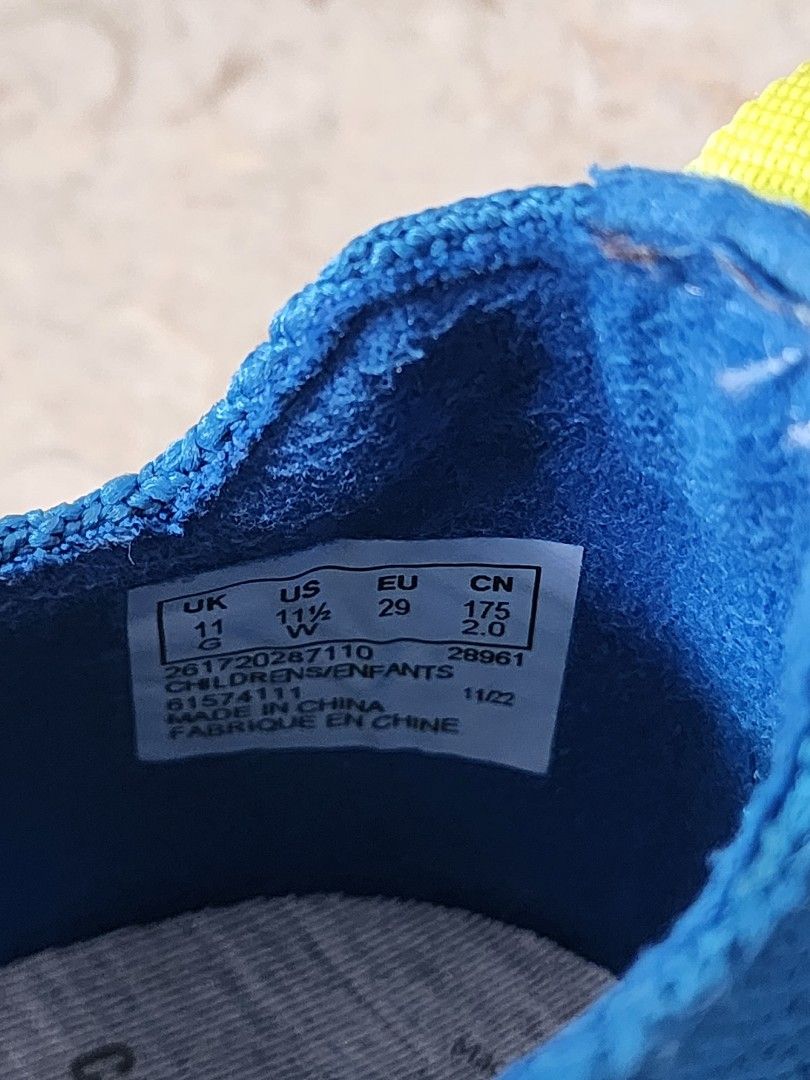 UK US EU CN
11 11½ 29 175
G W 2.0
261720287110 28961
CHILDRENS/ENFANTS
61574111 11/22
MADE IN CHINA
FABRIQUE EN CHINE